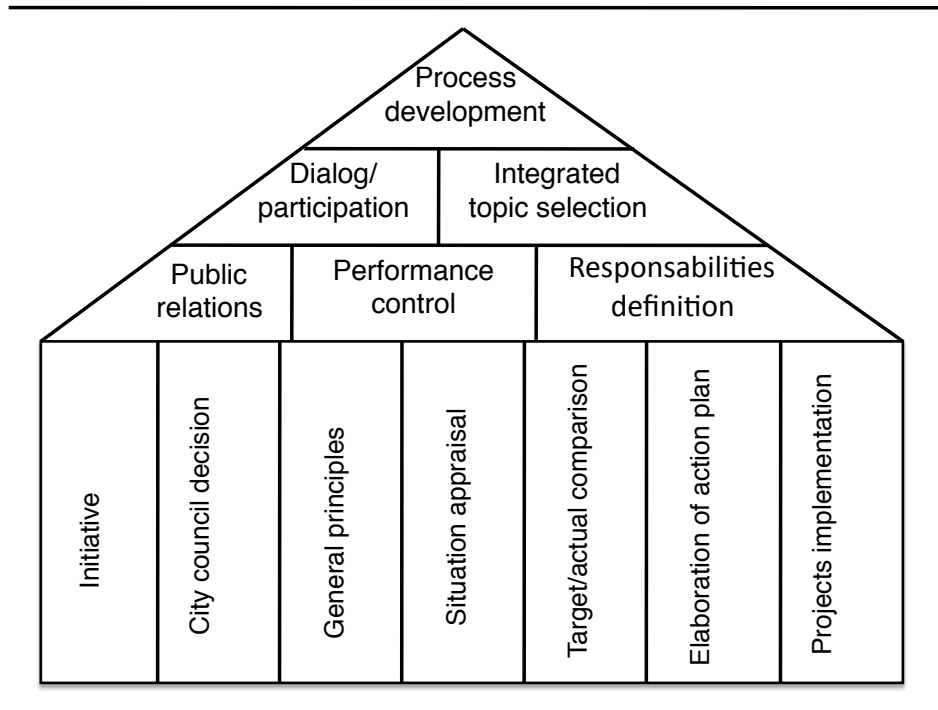 Process
development
Dialog/
participation
Integrated
topic selection
Public
relations
Performance
control
Responsabilities
definition
Initiative
City council decision
General principles
Situation appraisal
Target/actual comparison
Elaboration of action plan
Projects implementation